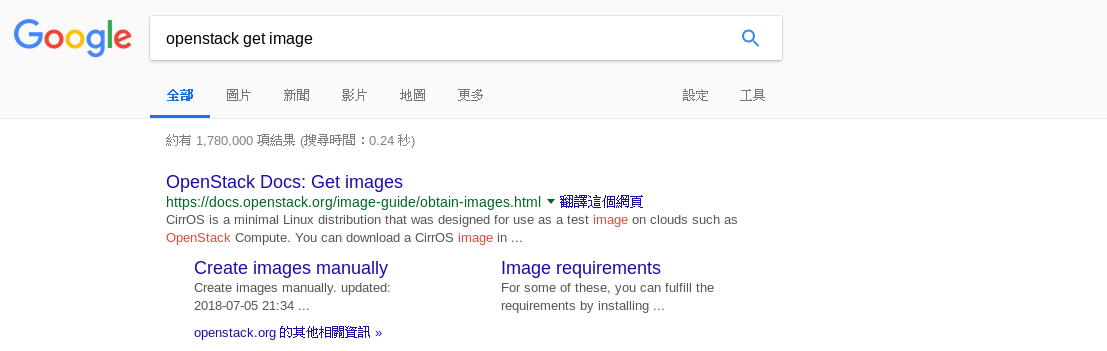 Google
openstack get image
全部 圖片 新聞 影片 地圖 更多 設定 工具
約有 1,780,000 項結果 (搜尋時間：0.24 秒)
OpenStack Docs: Get images
https://docs.openstack.org/image-guide/obtain-images.html 翻譯這個網頁
CirrOS is a minimal Linux distribution that was designed for use as a test image on clouds such as
OpenStack Compute. You can download a CirrOS image in ...
Create images manually
Create images manually. updated:
2018-07-05 21:34 ...
Image requirements
For some of these, you can fulfill the
requirements by installing ...
openstack.org 的其他相關資訊 »